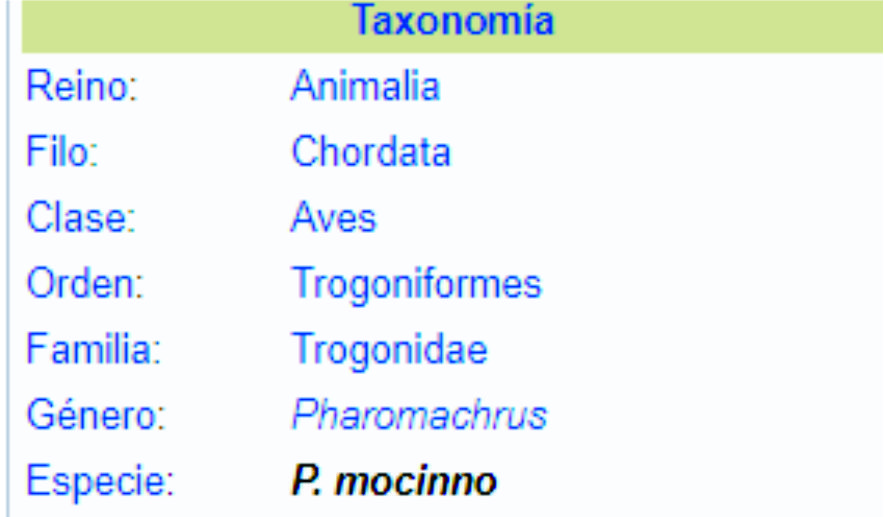 Taxonomía
Reino: Animalia
Filo: Chordata
Clase: Aves
Orden: Trogoniformes
Familia: Trogonidae
Género: Pharomachrus
Especie: P. mocinno